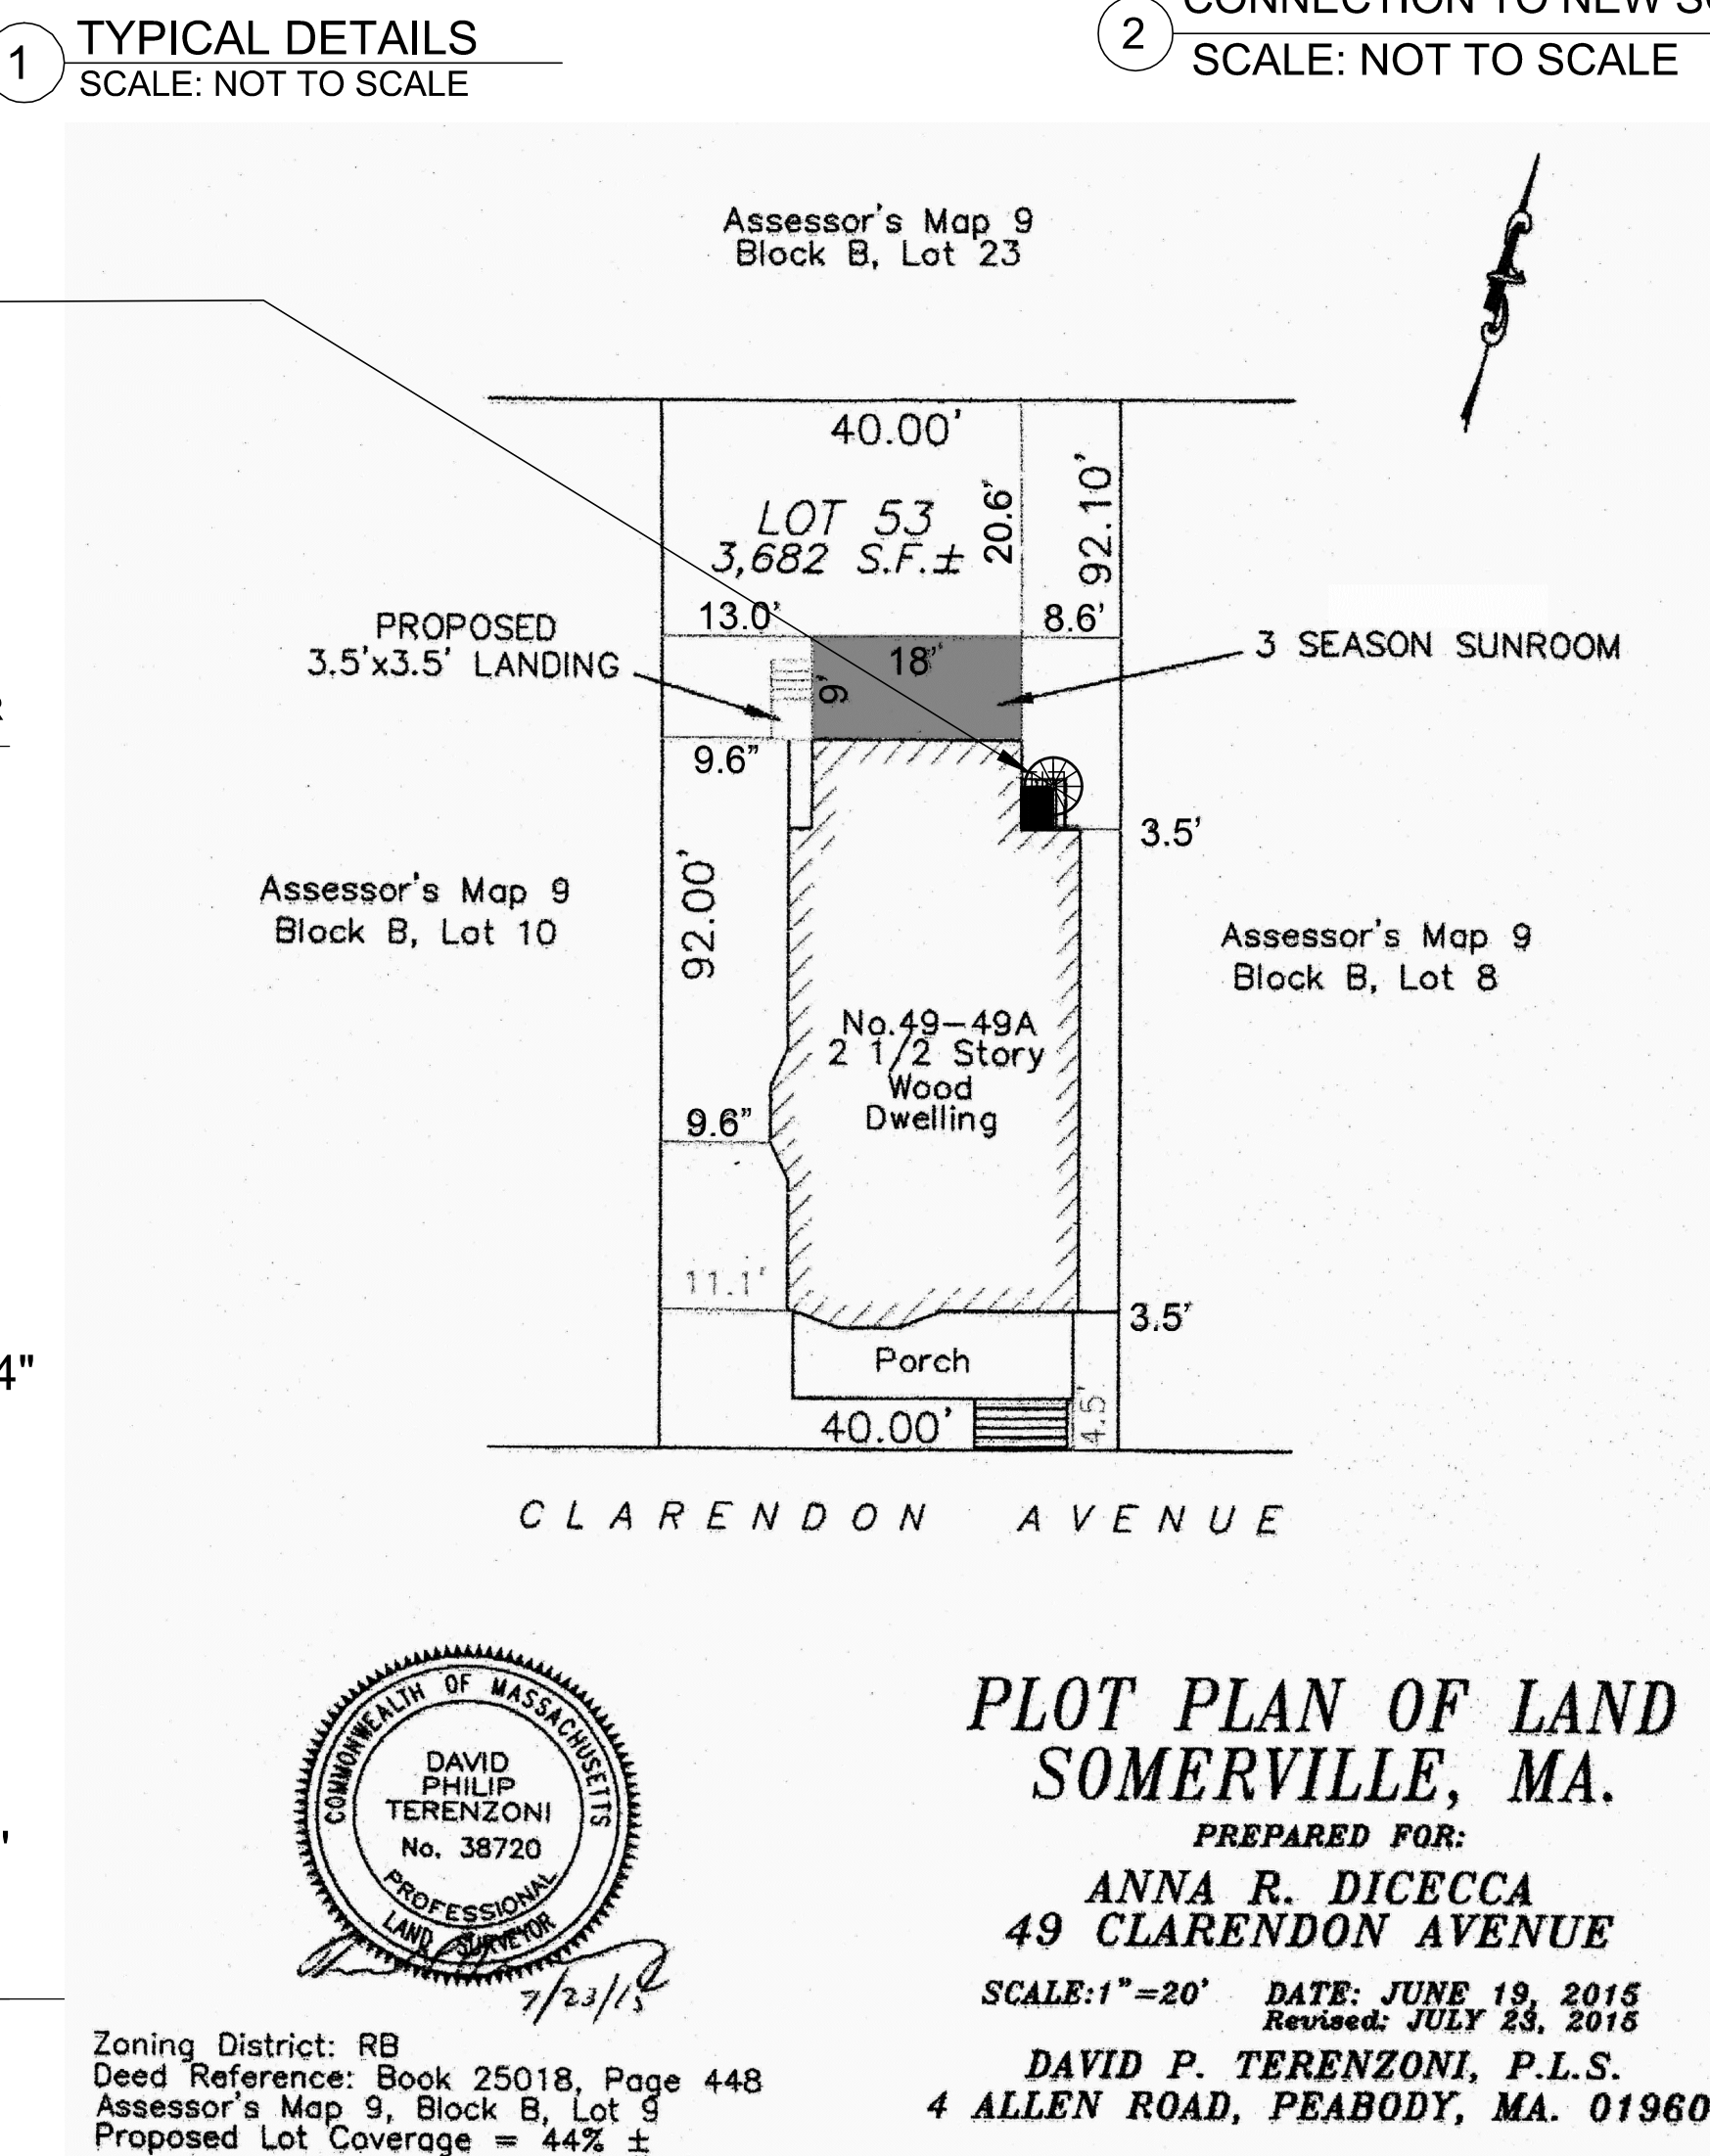 1
TYPICAL DETAILS
SCALE: NOT TO SCALE
2
CONNECTION TO NEW
SCALE: NOT TO SCALE
Assessor's Map 9
Block B, Lot 23
40.00'
LOT 53
3,682 S.F.±
20.6'
92.10'
13.0'
8.6'
PROPOSED
3.5'x3.5' LANDING
18'
9'
3 SEASON SUNROOM
R
9.6"
3.5'
92.00'
Assessor's Map 9
Block B, Lot 10
Assessor's Map 9
Block B, Lot 8
No.49-49A
2 1/2 Story
Wood
Dwelling
9.6"
11.1'
3.5'
4"
Porch
40.00'
4.5'
CLARENDON AVENUE
COMMONWEALTH OF MASSACHUSETTS
DAVID
PHILIP
TERENZONI
No. 38720
PROFESSIONAL
LAND SURVEYOR
7/23/15
PLOT PLAN OF LAND
SOMERVILLE, MA.
PREPARED FOR:
ANNA R. DICECCA
49 CLARENDON AVENUE
SCALE:1"=20' DATE: JUNE 19, 2015
Revised: JULY 23, 2015
DAVID P. TERENZONI, P.L.S.
4 ALLEN ROAD, PEABODY, MA. 01960
Zoning District: RB
Deed Reference: Book 25018, Page 448
Assessor's Map 9, Block B, Lot 9
Proposed Lot Coverage = 44% ±